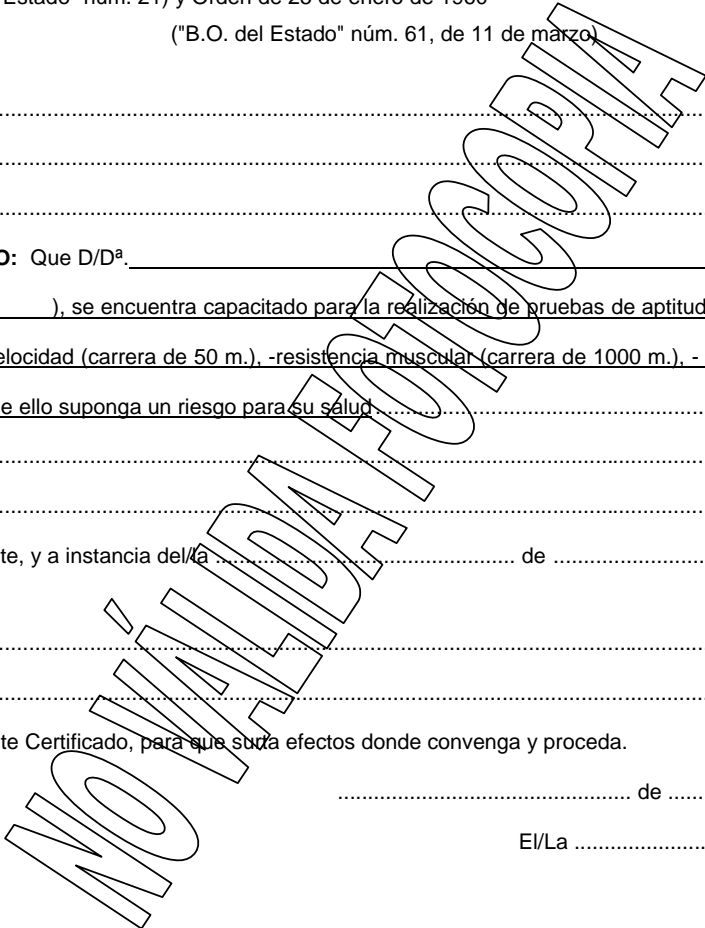 Estado" núm. 21) y Orden de 23 de enero de 1960
("B.O. del Estado" núm. 61, de 11 de marzo)
O: Que D/Dª.
), se encuentra capacitado para la realización de pruebas de aptitud
elocidad (carrera de 50 m.), -resistencia muscular (carrera de 1000 m.), -
e ello suponga un riesgo para su salud
te, y a instancia del/la ........................................ de ........................
te Certificado, para que surta efectos donde convenga y proceda.
................................................ de ......
El/La ......................
NO VÁLIDA FOTOCOPIA